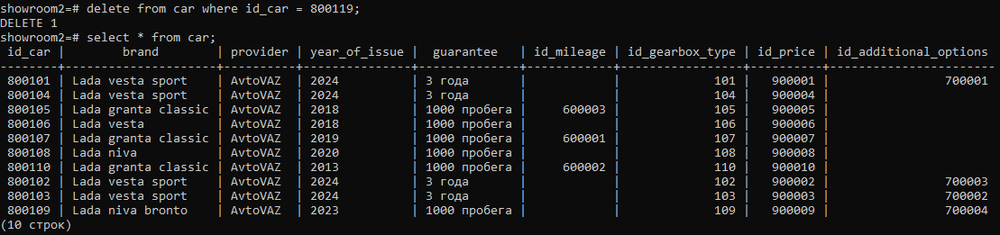 showroom2=# delete from car where id_car = 800119;
DELETE 1
showroom2=# select * from car;
 id_car |       brand        | provider | year_of_issue |  guarantee   | id_mileage | id_gearbox_type | id_price | id_additional_options
--------+--------------------+----------+---------------+--------------+------------+-----------------+----------+-----------------------
 800101 | Lada vesta sport   | AvtoVAZ  | 2024          | 3 года       |            |             101 |   900001 |                700001
 800104 | Lada vesta sport   | AvtoVAZ  | 2024          | 3 года       |            |             104 |   900004 |
 800105 | Lada granta classic | AvtoVAZ  | 2018          | 1000 пробега |     600003 |             105 |   900005 |
 800106 | Lada vesta         | AvtoVAZ  | 2018          | 1000 пробега |            |             106 |   900006 |
 800107 | Lada granta classic | AvtoVAZ  | 2019          | 1000 пробега |     600001 |             107 |   900007 |
 800108 | Lada niva          | AvtoVAZ  | 2020          | 1000 пробега |            |             108 |   900008 |
 800110 | Lada granta classic | AvtoVAZ  | 2013          | 1000 пробега |     600002 |             110 |   900010 |
 800102 | Lada vesta sport   | AvtoVAZ  | 2024          | 3 года       |            |             102 |   900002 |                700003
 800103 | Lada vesta sport   | AvtoVAZ  | 2024          | 3 года       |            |             103 |   900003 |                700002
 800109 | Lada niva bronto   | AvtoVAZ  | 2023          | 1000 пробега |            |             109 |   900009 |                700004
(10 строк)